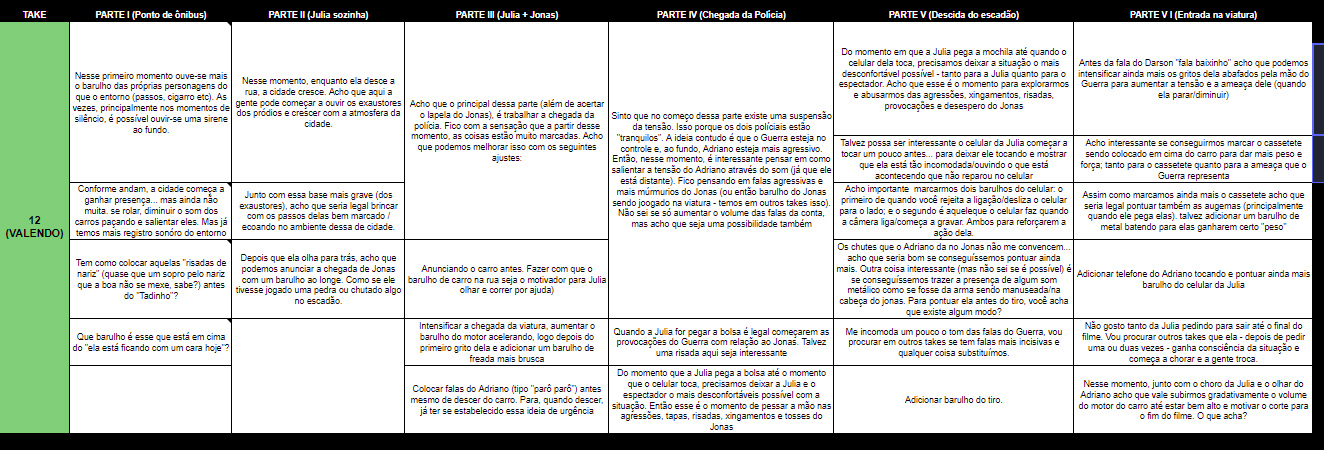 TAKE
PARTE I (Ponto de ônibus)
PARTE II (Julia sozinha)
PARTE III (Julia + Jonas)
PARTE IV (Chegada da Polícia)
PARTE V (Descida do escadão)
PARTE V I (Entrada na viatura)
12
(VALENDO)
Nesse primeiro momento ouve-se mais
o barulho das próprias personagens do
que o entorno (passos, cigarro etc). As
vezes, principalmente nos momentos de
silêncio, é possível ouvir-se uma sirene
ao fundo.
Conforme andam, a cidade começa a
ganhar presença... mas ainda não
muita. se rolar, diminuir o som dos
carros paçando e salientar eles. Mas já
temos mais registro sonóro do entorno
Tem como colocar aquelas "risadas de
nariz" (quase que um sopro pelo nariz
que a boa não se mexe, sabe?) antes
do "Tadinho"?
Que barulho é esse que está em cima
do "ela está ficando com um cara hoje"?
Nesse momento, enquanto ela desce a
rua, a cidade cresce. Acho que aqui a
gente pode começar a ouvir os exaustores
dos pródios e crescer com a atmosfera da
cidade.
Junto com essa base mais grave (dos
exaustores), acho que seria legal brincar
com os passos delas bem marcado /
ecoando no ambiente dessa de cidade.
Depois que ela olha para trás, acho que
podemos anunciar a chegada de Jonas
com um barulho ao longe. Como se ele
tivesse jogado uma pedra ou chutado algo
no escadão.
Acho que o principal dessa parte (além de acertar
o lapela do Jonas), é trabalhar a chegada da
polícia. Fico com a sensação que a partir desse
momento, as coisas estão muito marcadas. Acho
que podemos melhorar isso com os seguintes
ajustes:
Anunciando o carro antes. Fazer com que o
barulho de carro na rua seja o motivador para Julia
olhar e correr por ajuda)
Intensificar a chegada da viatura, aumentar o
barulho do motor acelerando, logo depois do
primeiro grito dela e adicionar um barulho de
freada mais brusca
Colocar falas do Adriano (tipo "parô parô") antes
mesmo de descer do carro. Para, quando descer,
já ter se estabelecido essa ideia de urgência
Sinto que no começo dessa parte existe uma suspensão
da tensão. Isso porque os dois policiais estão
"tranquilos". A ideia contudo é que o Guerra esteja no
controle e, ao fundo, Adriano esteja mais agressivo.
Então, nesse momento, é interessante pensar em como
salientar a tensão do Adriano através do som (já que ele
está distante). Fico pensando em falas agressivas e
mais múrmurios do Jonas (ou então barulho do Jonas
sendo joogado na viatura - temos em outros takes isso).
Não sei se só aumentar o volume das falas da conta,
mas acho que seja uma possibilidade também
Quando a Julia for pegar a bolsa é legal começarem as
provocações do Guerra com relação ao Jonas. Talvez
uma risada aqui seja interessante
Do momento que a Julia pega a bolsa até o momento
que o celular toca, precisamos deixar a Julia e o
espectador o mais desconfortáveis possível com a
situação. Então esse é o momento de pessar a mão nas
agressões, tapas, risadas, xingamentos e tosses do
Jonas
Do momento em que a Julia pega a mochila até quando o
celular dela toca, precisamos deixar a situação o mais
desconfortável possível - tanto para a Julia quanto para o
espectador. Acho que esse é o momento para explorarmos
e abusarmos das agressões, xingamentos, risadas,
provocações e desespero do Jonas
Talvez possa ser interessante o celular da Julia começar a
tocar um pouco antes... para deixar ele tocando e mostrar
que ela está tão incomodada/ouvindo o que está
acontecendo que não reparou no celular
Acho importante marcarmos dois barulhos do celular: o
primeiro de quando você rejeita a ligação/desliza o celular
para o lado; e o segundo é aqueleque o celular faz quando
a câmera liga/começa a gravar. Ambos para reforçarem a
ação dela.
Os chutes que o Adriano da no Jonas não me convencem...
acho que seria bom se conseguíssemos pontuar ainda
mais. Outra coisa interessante (mas não sei se é possível) é
se conseguíssemos trazer a presença de algum som
metálico como se fosse da arma sendo manuseada/na
cabeça do jonas. Para pontuar ela antes do tiro, você acha
que existe algum modo?
Me incomoda um pouco o tom das falas do Guerra, vou
procurar em outros takes se tem falas mais incisivas e
qualquer coisa substituímos.
Adicionar barulho do tiro.
Antes da fala do Darson "fala baixinho" acho que podemos
intensificar ainda mais os gritos dela abafados pela mão do
Guerra para aumentar a tensão e a ameaça dele (quando
ela parar/diminuir)
Acho interessante se conseguirmos marcar o cassetete
sendo colocado em cima do carro para dar mais peso e
força; tanto para o cassetete quanto para a ameaça que o
Guerra representa
Assim como marcamos ainda mais o cassetete acho que
seria legal pontuar também as augemas (principalmente
quando ele pega elas). talvez adicionar um barulho de
metal batendo para elas ganharem certo "peso"
Adicionar telefone do Adriano tocando e pontuar ainda mais
barulho do celular da Julia
Não gosto tanto da Julia pedindo para sair até o final do
filme. Vou procurar outros takes que ela - depois de pedir
uma ou duas vezes - ganha consciência da situação e
começa a chorar e a gente troca.
Nesse momento, junto com o choro da Julia e o olhar do
Adriano acho que vale subirmos gradativamente o volume
do motor do carro até estar bem alto e motivar o corte para
o fim do filme. O que acha?